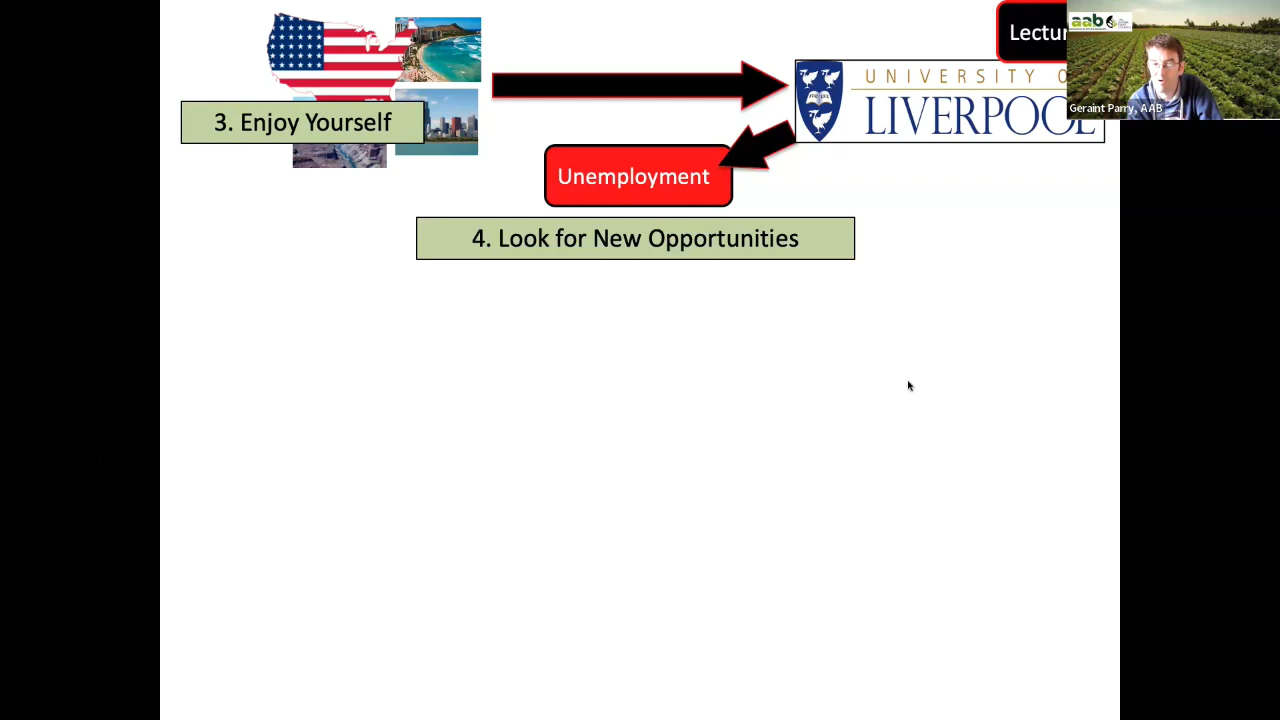 Lectur
aab
UNIVERSITY O
LIVERPOOL
Geraint Parry, AAB
3. Enjoy Yourself
Unemployment
4. Look for New Opportunities